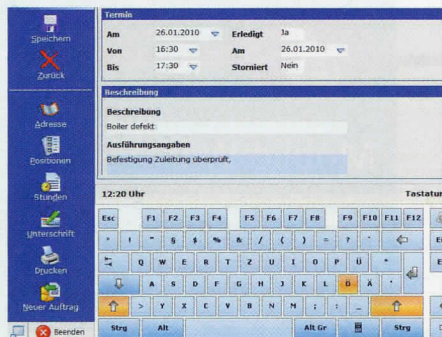 Speichern
Zurück
Adresse
Positionen
Stunden
Unterschrift
Drucken
Neuer Auftrag
Beenden
Termin
Am 26.01.2010 Erledigt Ja
Von 16:30 Am 26.01.2010
Bis 17:30 Storniert Nein
Beschreibung
Beschreibung
Boiler defekt
Ausführungsangaben
Befestigung Zuleitung überprüft,
12:20 Uhr Tastatur
Esc F1 F2 F3 F4 F5 F6 F7 F8 F9 F10 F11 F12
° ! " § $ % & / ( ) = ? `
Q W E R T Z U I O P Ü *
A S D F G H J K L Ö Ä '
> Y X C V B N M ; : _
Strg Alt Alt Gr Strg